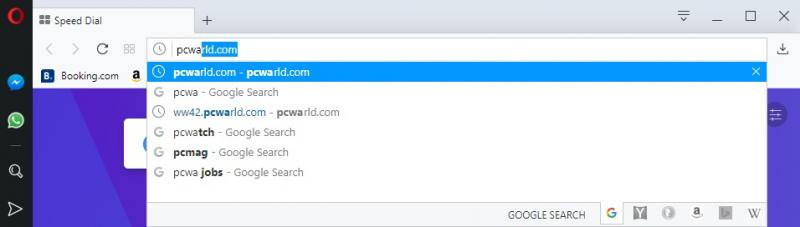 Speed Dial
pcwarld.com
B. Booking.com a
pcwarld.com - pcwarld.com
G pcwa - Google Search
ww42.pcwarld.com - pcwarld.com
G pcwatch - Google Search
G pcmag - Google Search
G pcwa jobs - Google Search
GOOGLE SEARCH G Y a b W